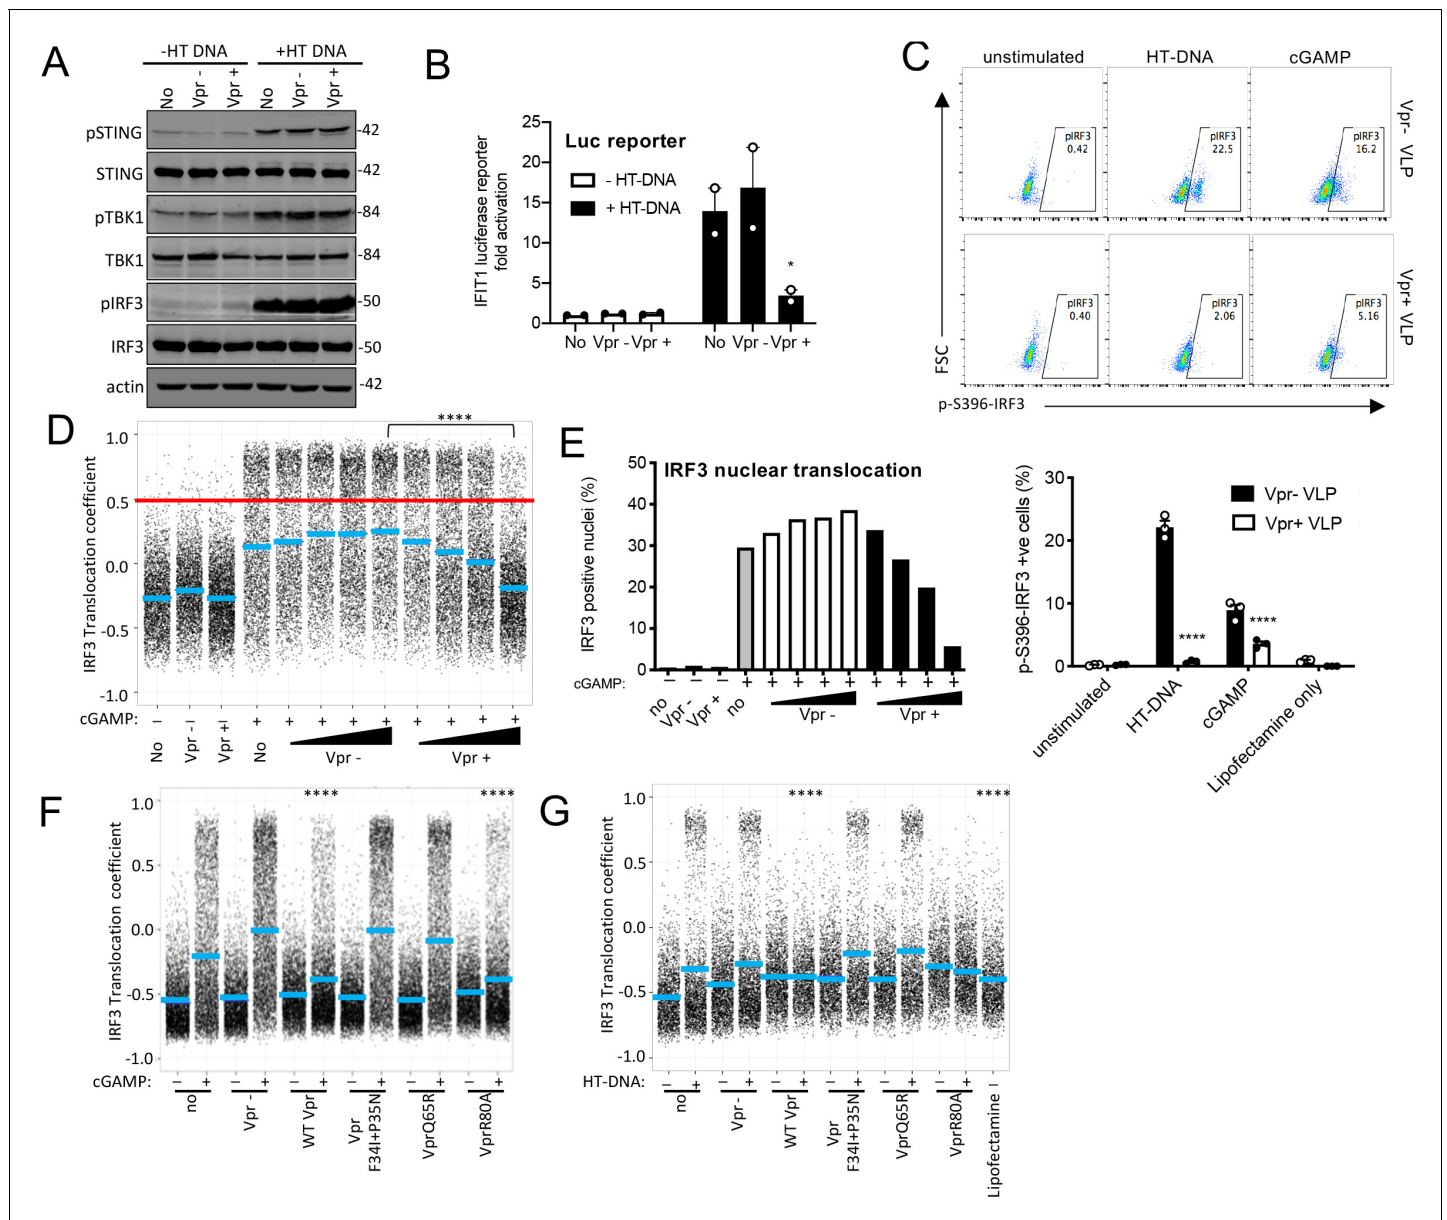 A
-HT DNA +HT DNA
No Vpr - Vpr + No Vpr - Vpr +
pSTING -42
STING -42
pTBK1 -84
TBK1 -84
pIRF3 -50
IRF3 -50
actin -42
B
Luc reporter
- HT-DNA
+ HT-DNA
IFIT1 luciferase reporter
fold activation
25
20
15
10
5
0
*
No Vpr - Vpr + No Vpr - Vpr +
C
unstimulated HT-DNA cGAMP
pIRF3 pIRF3 pIRF3
0.42 22.5 16.2
Vpr- VLP
pIRF3 pIRF3 pIRF3
0.40 2.06 5.16
Vpr+ VLP
FSC
p-S396-IRF3
p-S396-IRF3 +ve cells (%)
30
20
10
0
Vpr- VLP
Vpr+ VLP
**** ****
unstimulated HT-DNA cGAMP Lipofectamine only
D
****
IRF3 Translocation coefficient
1.0
0.5
0.0
-0.5
-1.0
cGAMP: – – – + + + + + + + + +
No Vpr - Vpr + No Vpr - Vpr +
E
IRF3 nuclear translocation
IRF3 positive nuclei (%)
50
40
30
20
10
0
cGAMP: – – – + + + + + + + + +
no Vpr - Vpr + no Vpr - Vpr +
F
**** ****
IRF3 Translocation coefficient
1.0
0.5
0.0
-0.5
-1.0
cGAMP: – + – + – + – + – + – +
no Vpr - WT Vpr Vpr F34I+P35N VprQ65R VprR80A
G
**** ****
IRF3 Translocation coefficient
1.0
0.5
0.0
-0.5
-1.0
HT-DNA: – + – + – + – + – + – + –
no Vpr - WT Vpr Vpr F34I+P35N VprQ65R VprR80A Lipofectamine